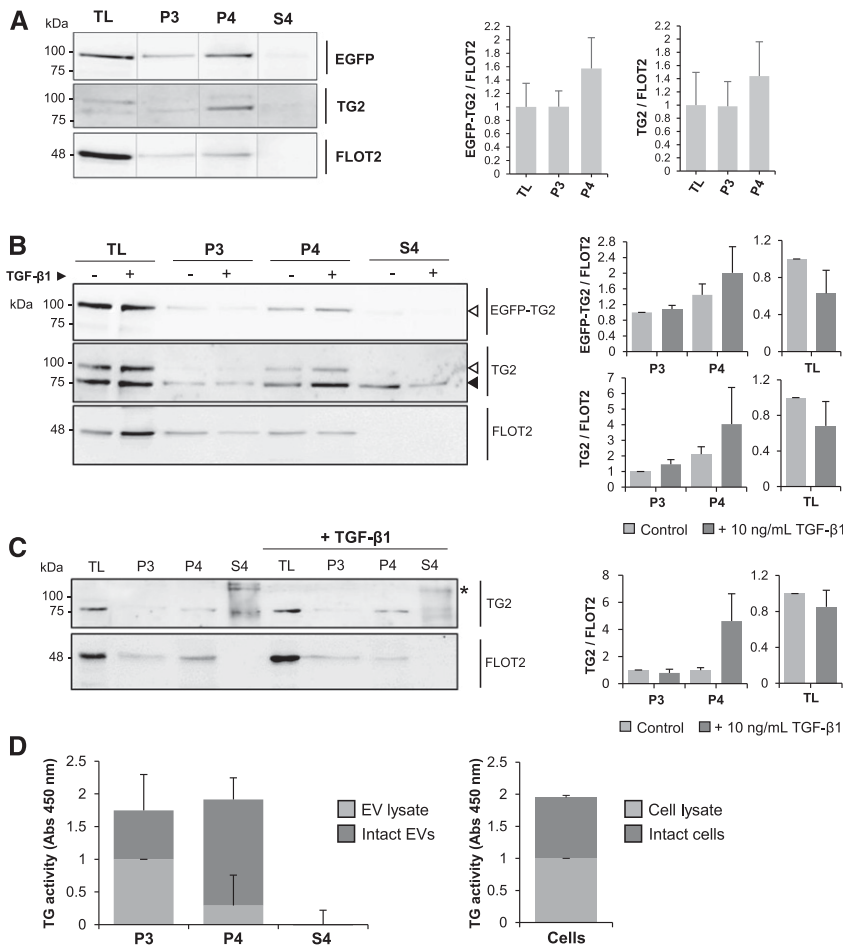 A
kDa TL P3 P4 S4
100
75
EGFP
100
75
TG2
48
FLOT2
EGFP-TG2 / FLOT2
2
1.8
1.6
1.4
1.2
1
0.8
0.6
0.4
0.2
0
TL P3 P4
TG2 / FLOT2
2.2
2
1.8
1.6
1.4
1.2
1
0.8
0.6
0.4
0.2
0
TL P3 P4
B
TL P3 P4 S4
TGF-β1 ► - + - + - + - +
kDa
100
75
EGFP-TG2
100
75
TG2
48
FLOT2
EGFP-TG2 / FLOT2
2.8
2.4
2
1.6
1.2
0.8
0.4
0
P3 P4
1.2
0.8
0.4
0
TL
TG2 / FLOT2
7
6
5
4
3
2
1
0
P3 P4
1.2
0.8
0.4
0
TL
Control + 10 ng/mL TGF-β1
C
+ TGF-β1
kDa TL P3 P4 S4 TL P3 P4 S4
100
75
*
TG2
48
FLOT2
TG2 / FLOT2
8
6
4
2
0
P3 P4
1.2
0.8
0.4
0
TL
Control + 10 ng/mL TGF-β1
D
TG activity (Abs 450 nm)
2.5
2
1.5
1
0.5
0
P3 P4 S4
EV lysate
Intact EVs
TG activity (Abs 450 nm)
2.5
2
1.5
1
0.5
0
Cells
Cell lysate
Intact cells